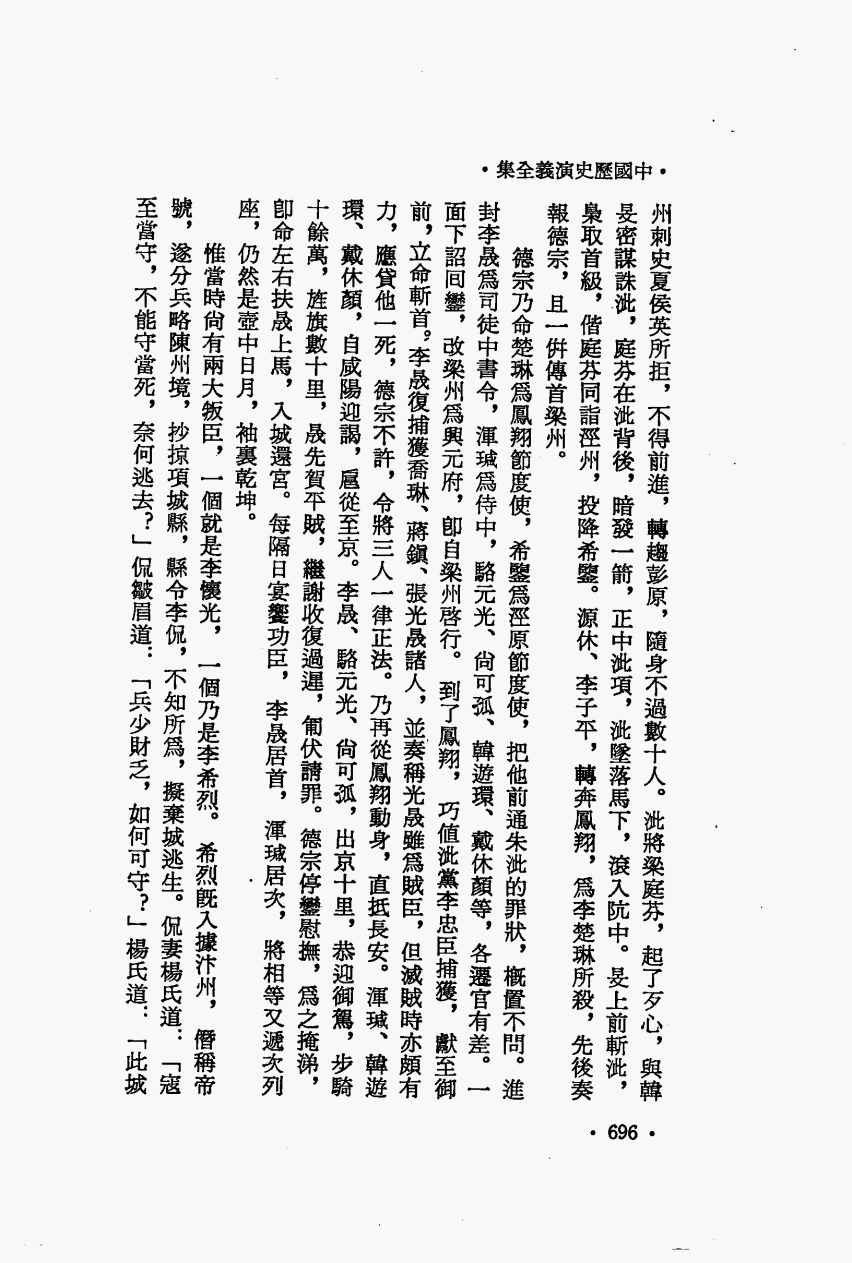 •中國歷史演義全集•
州刺史夏侯英所拒，不得前進，轉趨彭原，隨身不過數十人。泚將梁庭芬，起了歹心，與韓
旻密謀誅泚，庭芬在泚背後，暗發一箭，正中泚項，泚墜落馬下，滾入阬中。旻上前斬泚，
梟取首級，偕庭芬同詣涇州，投降希鑒。源休、李子平，轉奔鳳翔，爲李楚琳所殺，先後奏
報德宗，且一倂傳首梁州。
德宗乃命楚琳爲鳳翔節度使，希鑒爲涇原節度使，把他前通朱泚的罪狀，槪置不問。進
封李晟爲司徒中書令，渾瑊爲侍中，駱元光、尙可孤、韓遊環、戴休顏等，各遷官有差。一
面下詔囘鑾，改梁州爲興元府，卽自梁州啓行。到了鳳翔，巧値泚黨李忠臣捕獲，獻至御
前，立命斬首。李晟復捕獲喬琳、蔣鎭、張光晟諸人，並奏稱光晟雖爲賊臣，但滅賊時亦頗有
力，應貸他一死，德宗不許，令將三人一律正法。乃再從鳳翔動身，直抵長安。渾瑊、韓遊
環、戴休顏，自咸陽迎謁，扈從至京。李晟、駱元光、尙可孤，出京十里，恭迎御駕，步騎
十餘萬，旌旗數十里，晟先賀平賊，繼謝收復過遲，匍伏請罪。德宗停鑾慰撫，爲之掩涕，
卽命左右扶晟上馬，入城還宮。每隔日宴饗功臣，李晟居首，渾瑊居次，將相等又遞次列
座，仍然是壺中日月，袖裏乾坤。
惟當時尙有兩大叛臣，一個就是李懷光，一個乃是李希烈。希烈旣入據汴州，僭稱帝
號，遂分兵略陳州境，抄掠項城縣，縣令李侃，不知所爲，擬棄城逃生。侃妻楊氏道：「寇
至當守，不能守當死，奈何逃去？」侃皺眉道：「兵少財乏，如何可守？」楊氏道：「此城
•696•